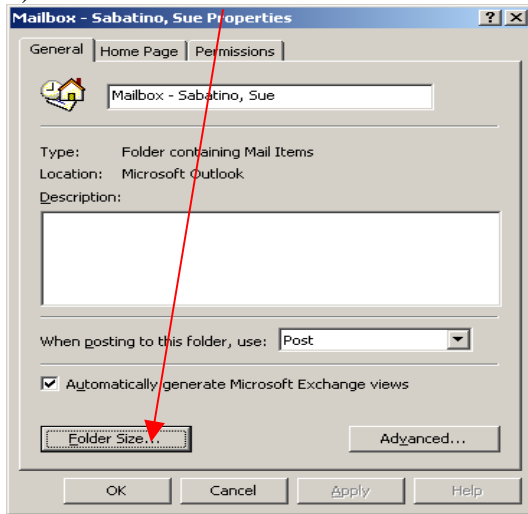 Mailbox - Sabatino, Sue Properties
General Home Page Permissions
Mailbox - Sabatino, Sue
Type: Folder containing Mail Items
Location: Microsoft Outlook
Description:
When posting to this folder, use: Post
Automatically generate Microsoft Exchange views
Folder Size... Advanced...
OK Cancel Apply Help